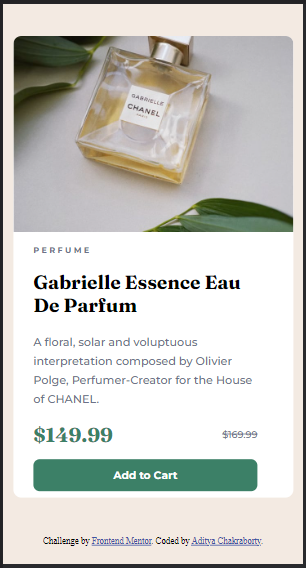 GABRIELLE
CHANEL
PARIS
PERFUME
Gabrielle Essence Eau
De Parfum
A floral, solar and voluptuous
interpretation composed by Olivier
Polge, Perfumer-Creator for the House
of CHANEL.
$149.99 $169.99
Add to Cart
Challenge by Frontend Mentor. Coded by Aditya Chakraborty.